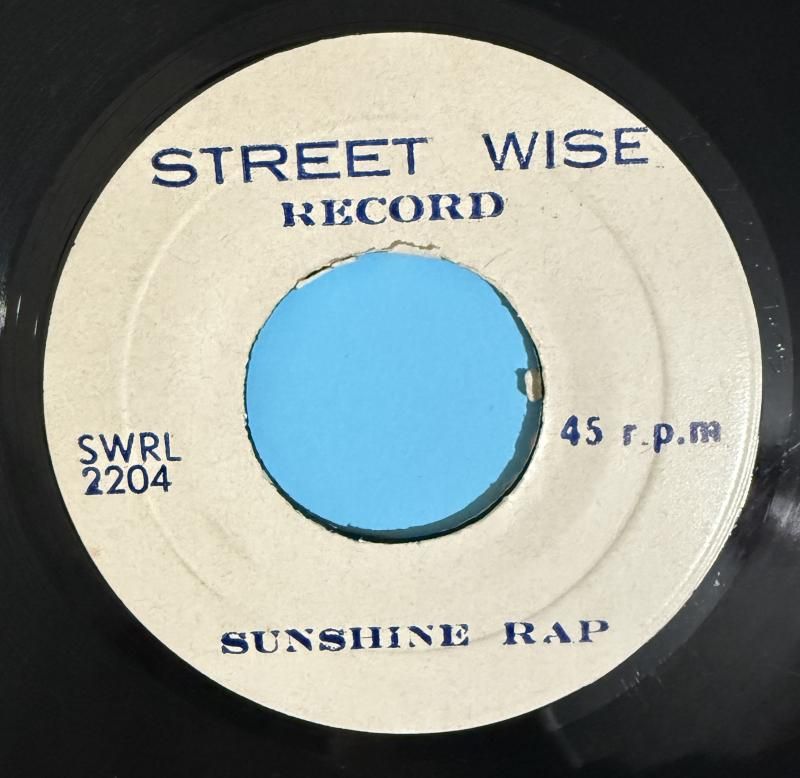 STREET WISE
RECORD
45 r.p.m
SWRL
2204
SUNSHINE RAP